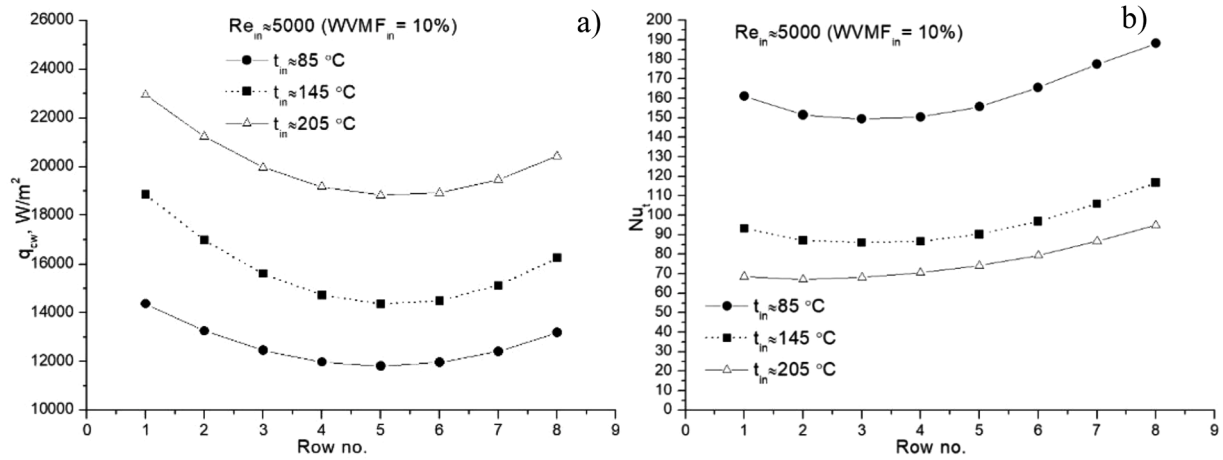 Re_in≈5000 (WVMF_in= 10%)
a)
t_in≈85 °C
t_in≈145 °C
t_in≈205 °C
q_cw, W/m²
26000
24000
22000
20000
18000
16000
14000
12000
10000
0 1 2 3 4 5 6 7 8 9
Row no.
Re_in≈5000 (WVMF_in= 10%)
b)
Nu_t
200
190
180
170
160
150
140
130
120
110
100
90
80
70
60
50
40
30
20
10
0
t_in≈85 °C
t_in≈145 °C
t_in≈205 °C
0 1 2 3 4 5 6 7 8 9
Row no.